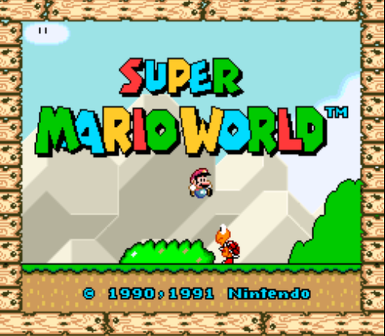 SUPER
MARIO WORLD™
© 1990,1991 Nintendo